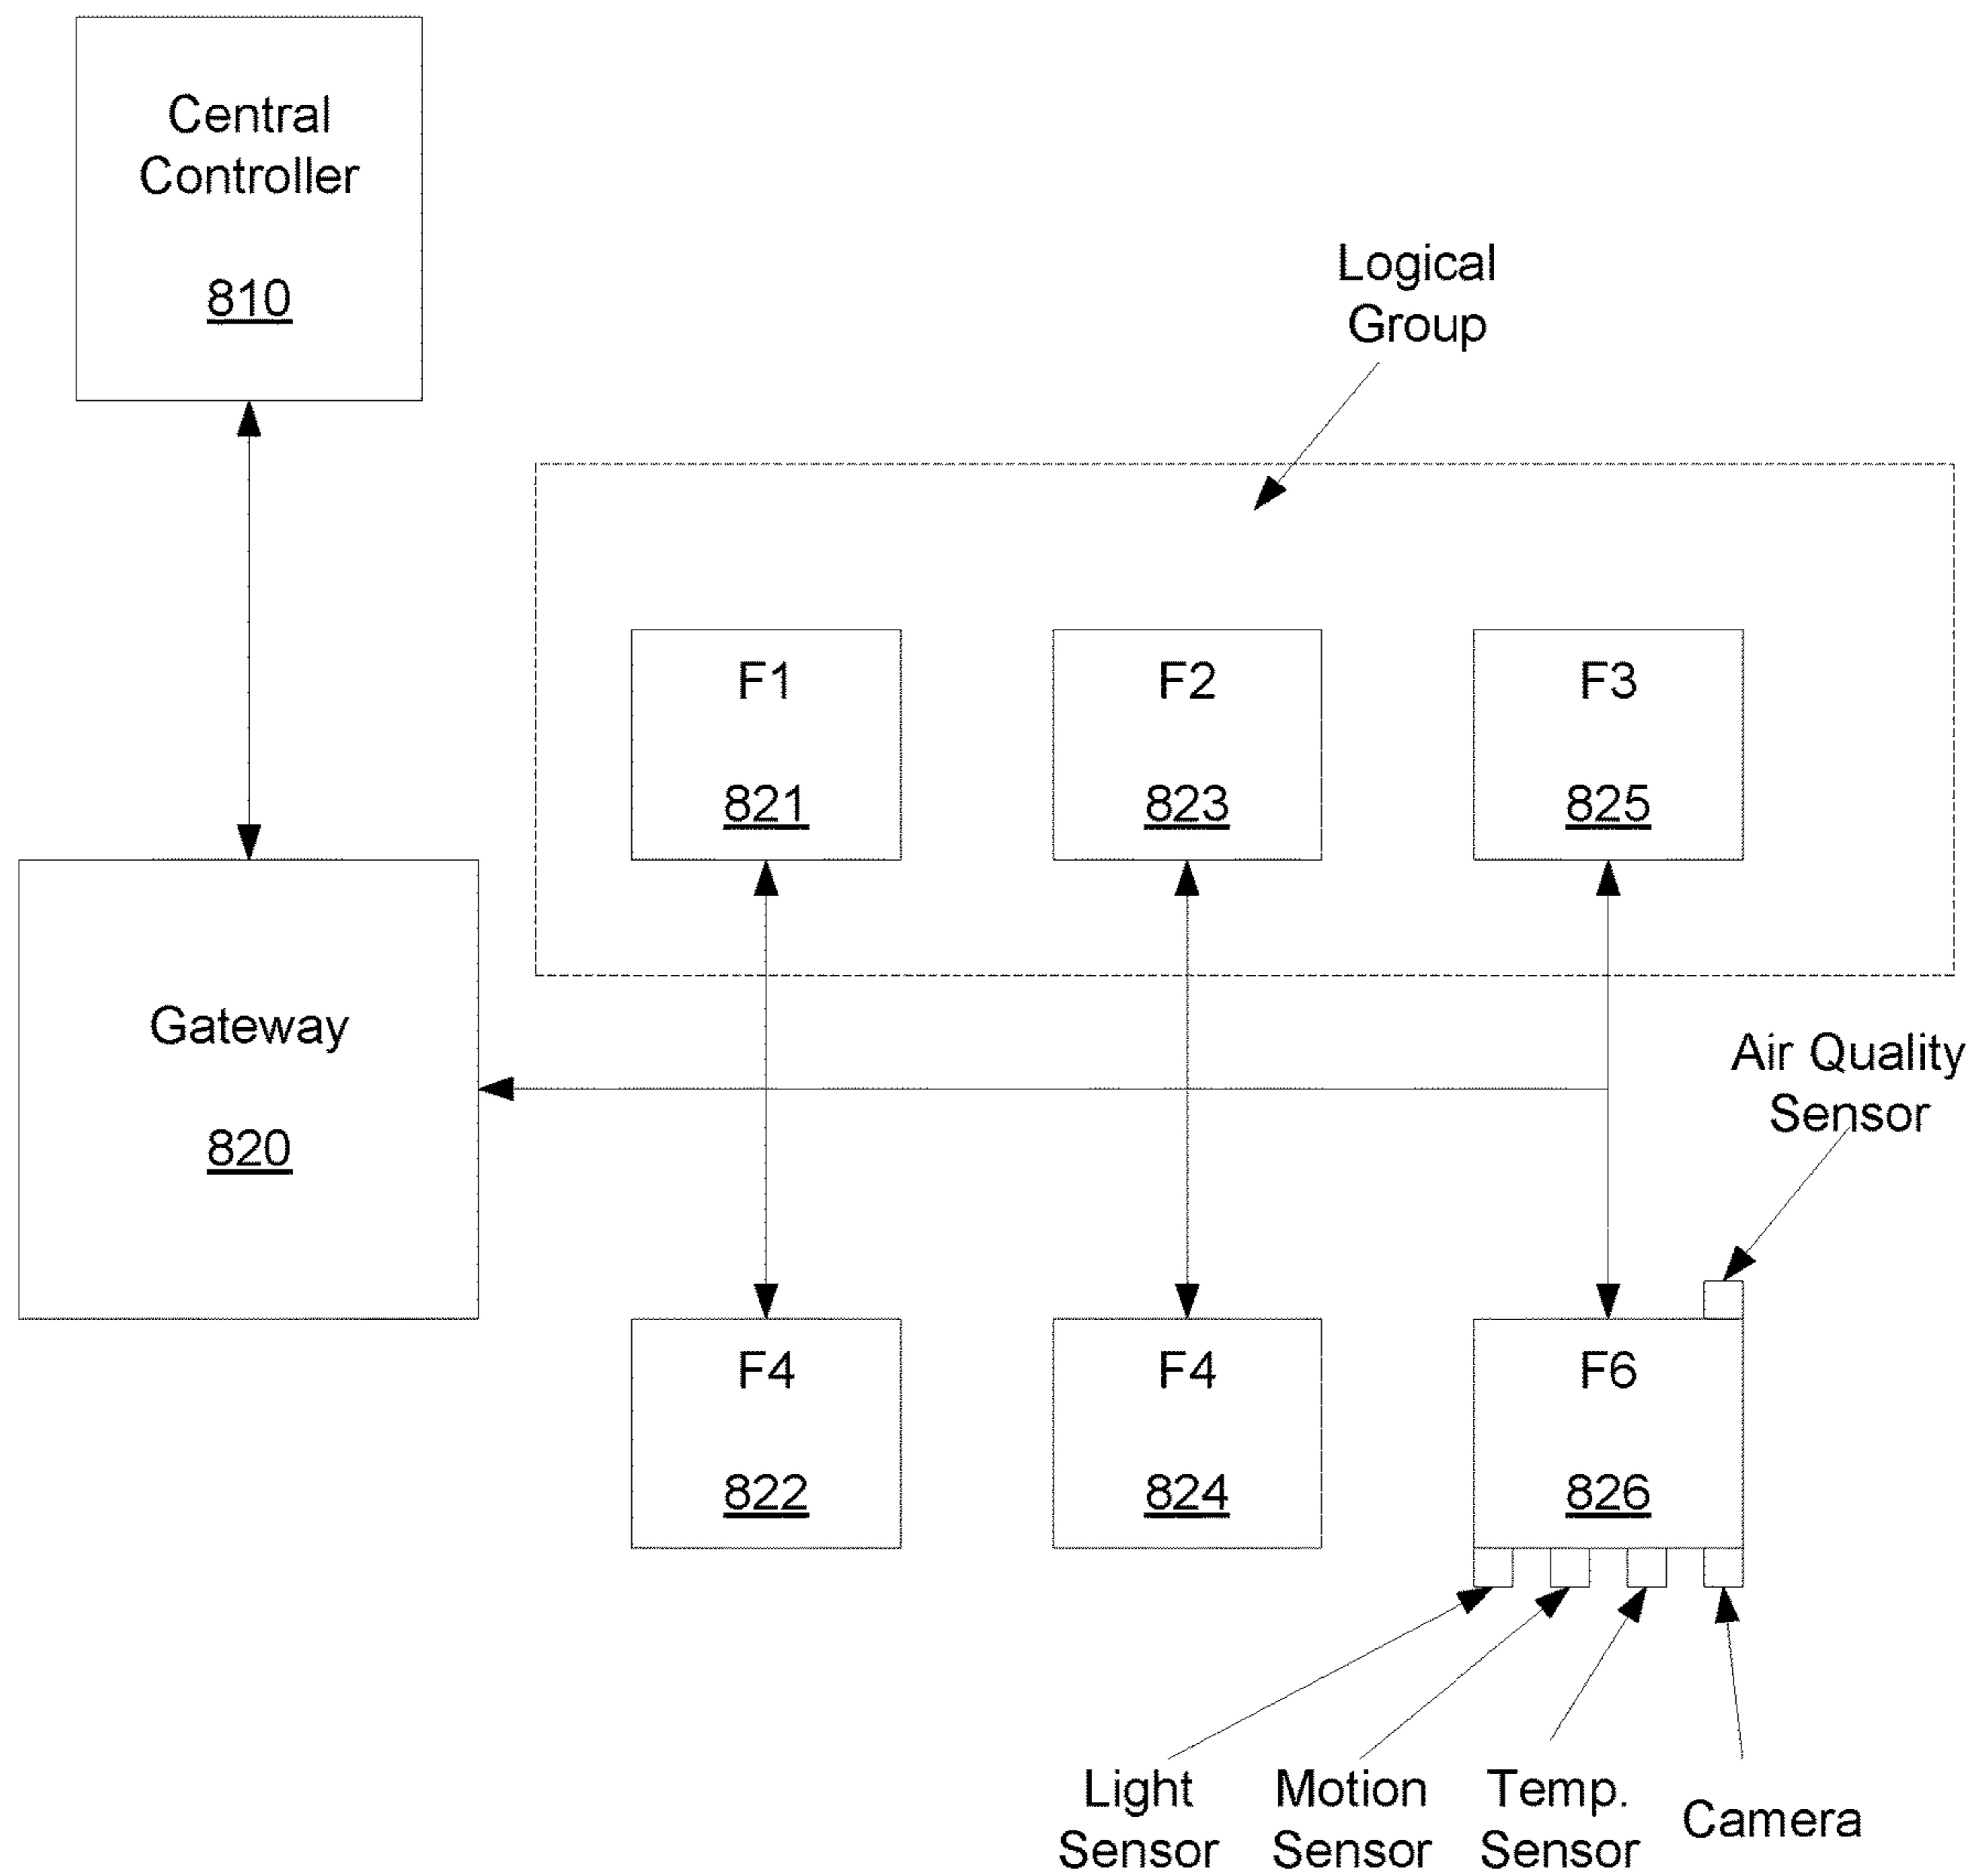 Central
Controller
810
Logical
Group
F1
821
F2
823
F3
825
Gateway
820
Air Quality
Sensor
F4
822
F4
824
F6
826
Light
Sensor
Motion
Sensor
Temp.
Sensor
Camera